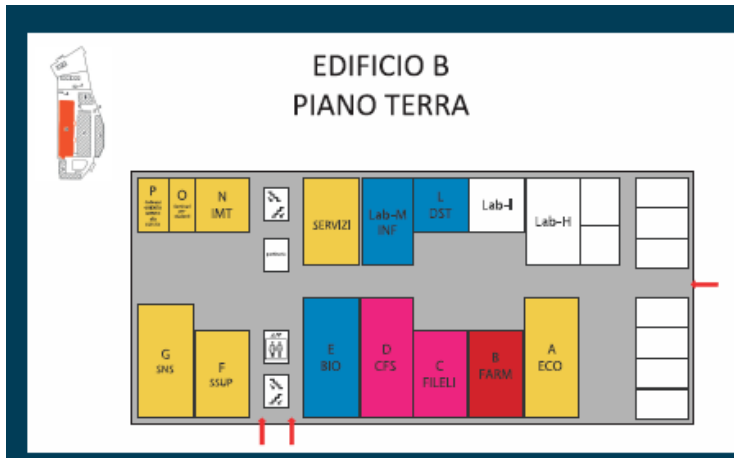 EDIFICIO B
PIANO TERRA
P
O
N
IMT
SERVIZI
Lab-M
INF
L
DST
Lab-I
Lab-H
G
SNS
F
SSUP
E
BIO
D
CFS
C
FILELI
B
FARM
A
ECO